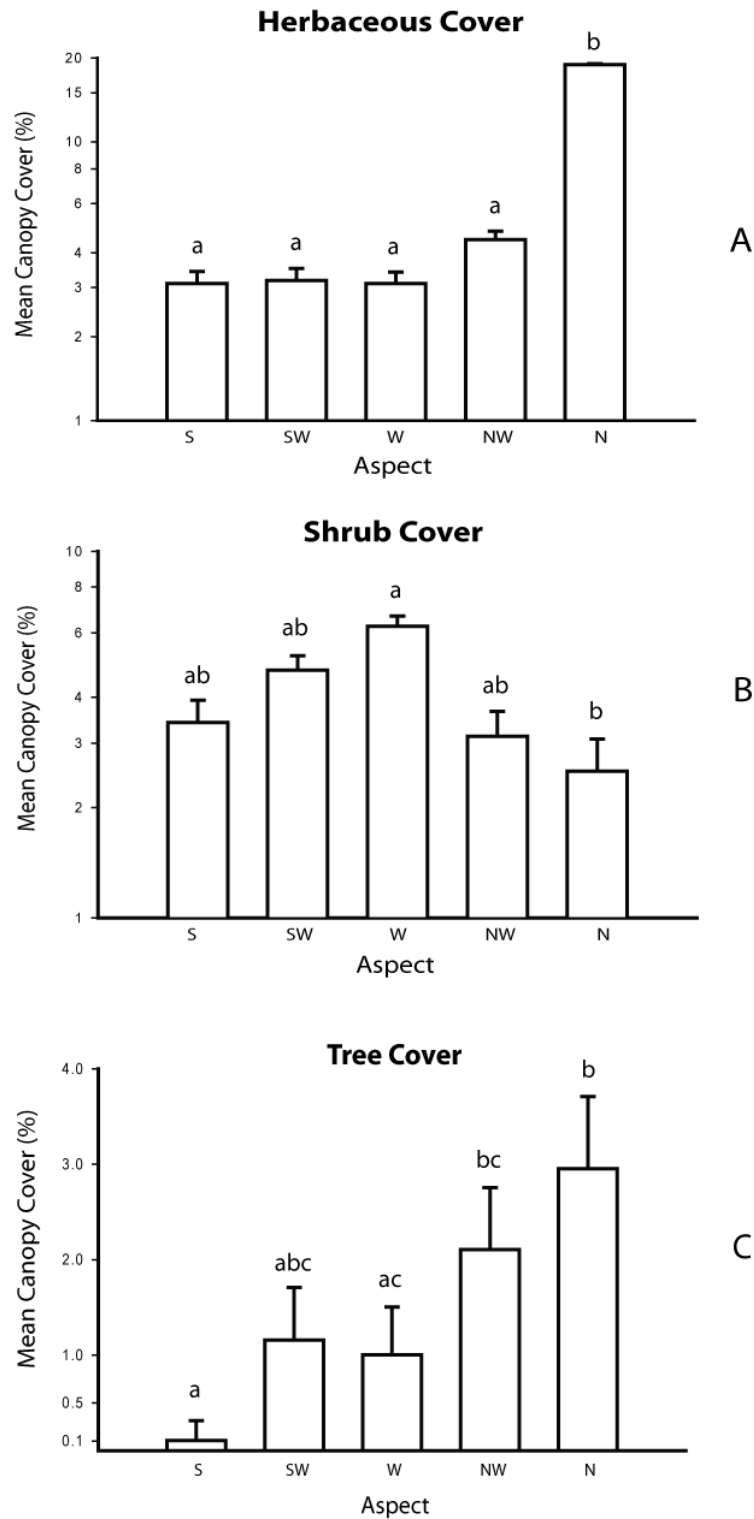 Herbaceous Cover
b
20
15
10
8
6
4
3
2
1
Mean Canopy Cover (%)
a
a
a
a
A
S SW W NW N
Aspect
Shrub Cover
10
8
6
4
3
2
1
Mean Canopy Cover (%)
ab
ab
a
ab
b
B
S SW W NW N
Aspect
Tree Cover
4.0
3.0
2.0
1.0
0.5
0.1
Mean Canopy Cover (%)
a
abc
ac
bc
b
C
S SW W NW N
Aspect